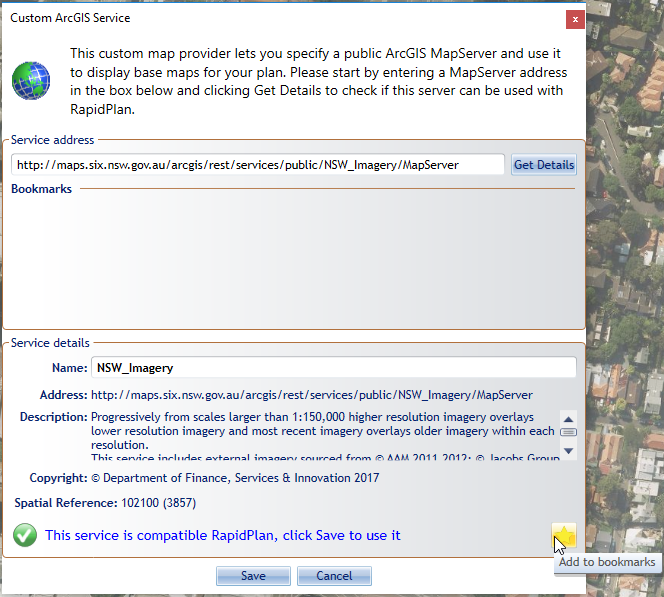 Custom ArcGIS Service
x
This custom map provider lets you specify a public ArcGIS MapServer and use it
to display base maps for your plan. Please start by entering a MapServer address
in the box below and clicking Get Details to check if this server can be used with
RapidPlan.
Service address
http://maps.six.nsw.gov.au/arcgis/rest/services/public/NSW_Imagery/MapServer Get Details
Bookmarks
Service details
Name: NSW_Imagery
Address: http://maps.six.nsw.gov.au/arcgis/rest/services/public/NSW_Imagery/MapServer
Description: Progressively from scales larger than 1:150,000 higher resolution imagery overlays
lower resolution imagery and most recent imagery overlays older imagery within each
resolution.
This service includes external imagery sourced from © AAM 2011 2012; © Jacobs Group
Copyright: © Department of Finance, Services & Innovation 2017
Spatial Reference: 102100 (3857)
This service is compatible RapidPlan, click Save to use it
Add to bookmarks
Save Cancel